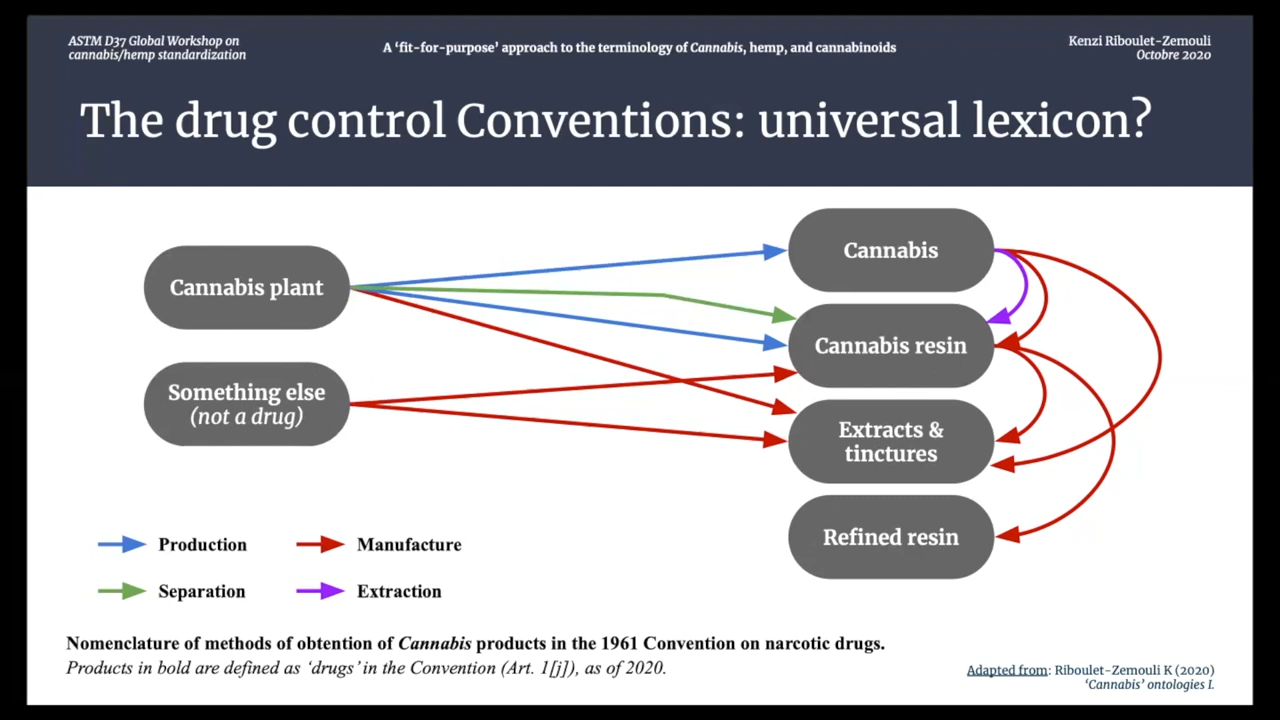 ASTM D37 Global Workshop on
cannabis/hemp standardization
A ‘fit-for-purpose’ approach to the terminology of Cannabis, hemp, and cannabinoids
Kenzi Riboulet-Zemouli
Octobre 2020
The drug control Conventions: universal lexicon?
Cannabis plant
Something else
(not a drug)
Cannabis
Cannabis resin
Extracts &
tinctures
Refined resin
Production
Manufacture
Separation
Extraction
Nomenclature of methods of obtention of Cannabis products in the 1961 Convention on narcotic drugs.
Products in bold are defined as ‘drugs’ in the Convention (Art. 1[j]), as of 2020.
Adapted from: Riboulet-Zemouli K (2020)
‘Cannabis’ ontologies I.